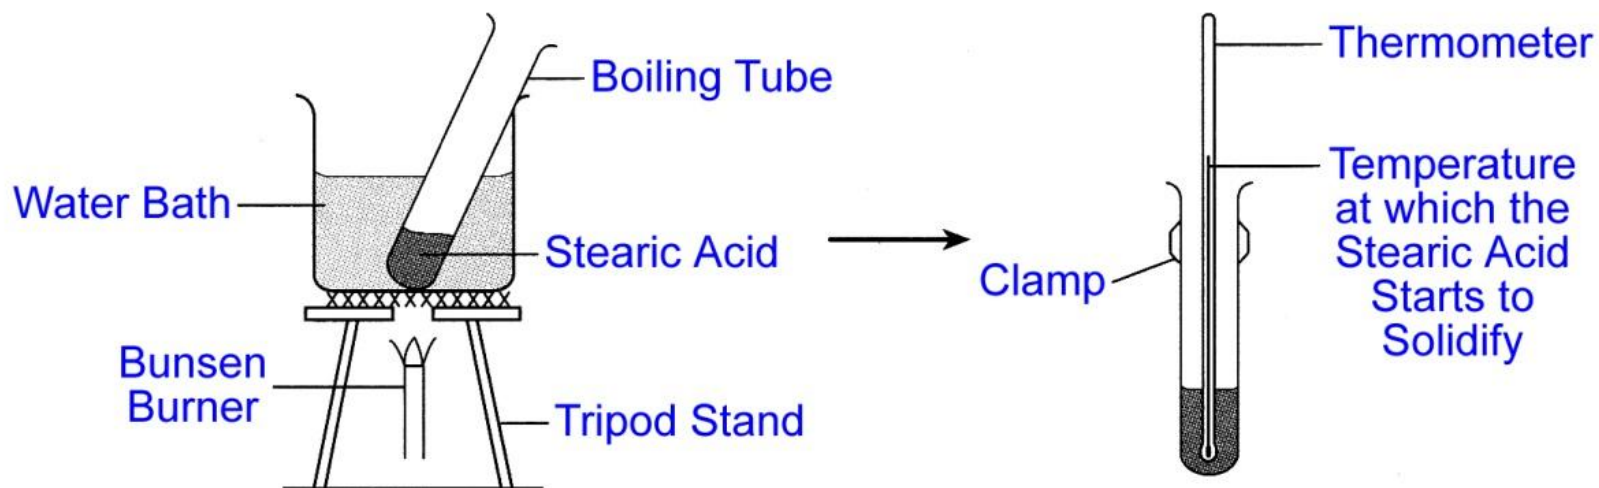 Boiling Tube
Water Bath
Stearic Acid
Bunsen
Burner
Tripod Stand
Thermometer
Temperature
at which the
Stearic Acid
Starts to
Solidify
Clamp